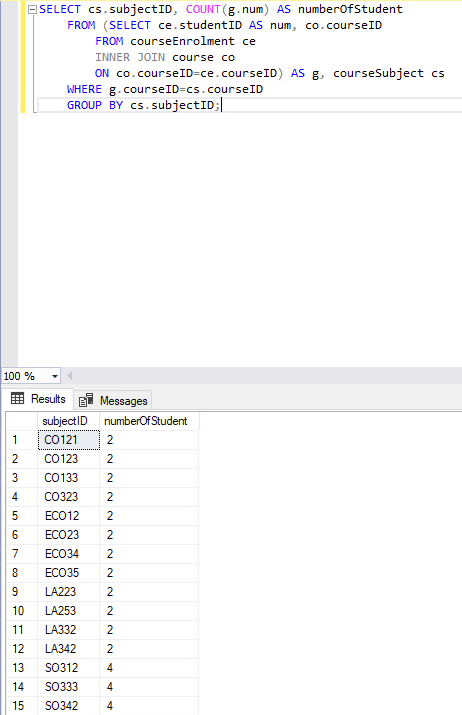 SELECT cs.subjectID, COUNT(g.num) AS numberOfStudent
FROM (SELECT ce.studentID AS num, co.courseID
FROM courseEnrolment ce
INNER JOIN course co
ON co.courseID=ce.courseID) AS g, courseSubject cs
WHERE g.courseID=cs.courseID
GROUP BY cs.subjectID;
100 %
Results Messages
subjectID numberOfStudent
1 CO121 2
2 CO123 2
3 CO133 2
4 CO323 2
5 ECO12 2
6 ECO23 2
7 ECO34 2
8 ECO35 2
9 LA223 2
10 LA253 2
11 LA332 2
12 LA342 2
13 SO312 4
14 SO333 4
15 SO342 4